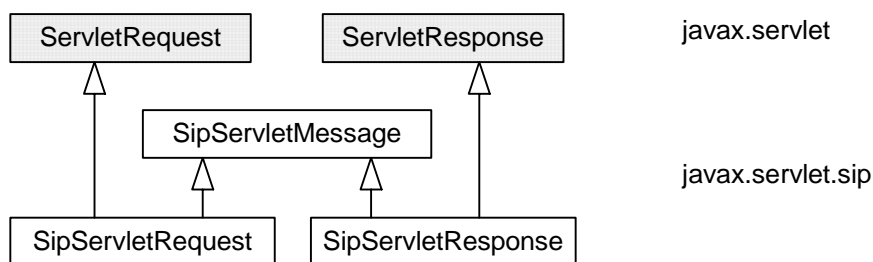 ServletRequest
ServletResponse
javax.servlet
SipServletMessage
javax.servlet.sip
SipServletRequest
SipServletResponse